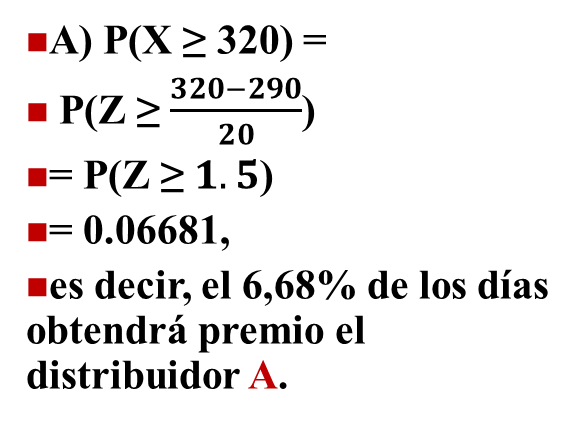 ■A) P(X ≥ 320) =
■ P(Z ≥ \frac{320−290}{20})
■= P(Z ≥ 1.5)
■= 0.06681,
■es decir, el 6,68% de los días
obtendrá premio el
distribuidor A.